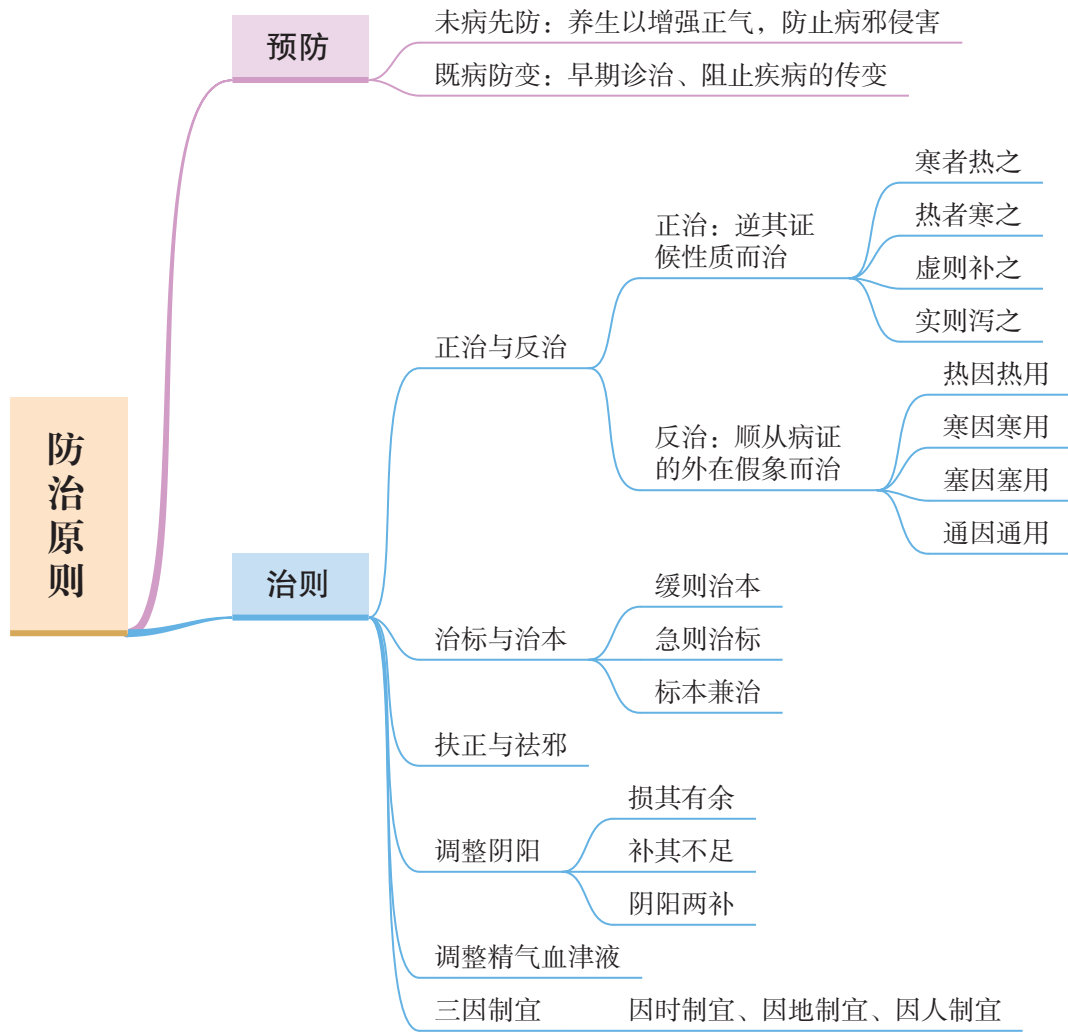 防治原则
预防
未病先防：养生以增强正气，防止病邪侵害
既病防变：早期诊治、阻止疾病的传变
治则
正治与反治
正治：逆其证
候性质而治
寒者热之
热者寒之
虚则补之
实则泻之
反治：顺从病证
的外在假象而治
热因热用
寒因寒用
塞因塞用
通因通用
治标与治本
缓则治本
急则治标
标本兼治
扶正与祛邪
调整阴阳
损其有余
补其不足
阴阳两补
调整精气血津液
三因制宜
因时制宜、因地制宜、因人制宜